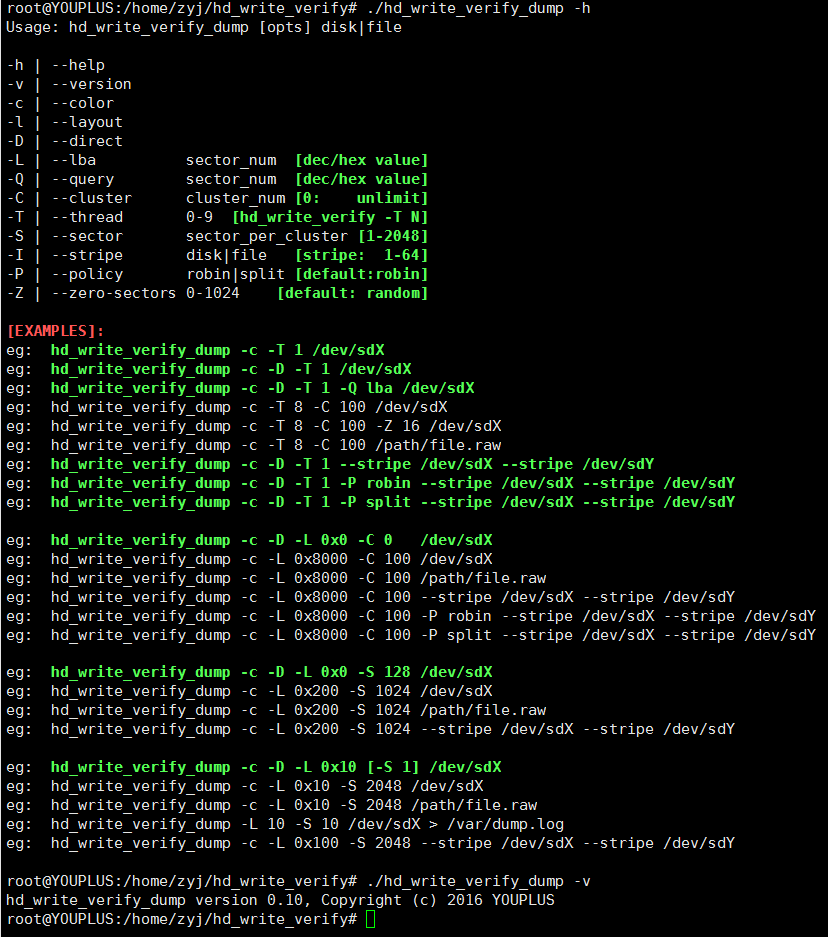 root@YOUPLUS:/home/zyj/hd_write_verify# ./hd_write_verify_dump -h
Usage: hd_write_verify_dump [opts] disk|file

-h | --help
-v | --version
-c | --color
-l | --layout
-D | --direct
-L | --lba          sector_num  [dec/hex value]
-Q | --query        sector_num  [dec/hex value]
-C | --cluster      cluster_num [0:    unlimit]
-T | --thread       0-9  [hd_write_verify -T N]
-S | --sector       sector_per_cluster [1-2048]
-I | --stripe       disk|file   [stripe:  1-64]
-P | --policy       robin|split [default:robin]
-Z | --zero-sectors 0-1024    [default: random]

[EXAMPLES]:
eg:  hd_write_verify_dump -c -T 1 /dev/sdX
eg:  hd_write_verify_dump -c -D -T 1 /dev/sdX
eg:  hd_write_verify_dump -c -D -T 1 -Q lba /dev/sdX
eg:  hd_write_verify_dump -c -T 8 -C 100 /dev/sdX
eg:  hd_write_verify_dump -c -T 8 -C 100 -Z 16 /dev/sdX
eg:  hd_write_verify_dump -c -T 8 -C 100 /path/file.raw
eg:  hd_write_verify_dump -c -D -T 1 --stripe /dev/sdX --stripe /dev/sdY
eg:  hd_write_verify_dump -c -D -T 1 -P robin --stripe /dev/sdX --stripe /dev/sdY
eg:  hd_write_verify_dump -c -D -T 1 -P split --stripe /dev/sdX --stripe /dev/sdY

eg:  hd_write_verify_dump -c -D -L 0x0 -C 0   /dev/sdX
eg:  hd_write_verify_dump -c -L 0x8000 -C 100 /dev/sdX
eg:  hd_write_verify_dump -c -L 0x8000 -C 100 /path/file.raw
eg:  hd_write_verify_dump -c -L 0x8000 -C 100 --stripe /dev/sdX --stripe /dev/sdY
eg:  hd_write_verify_dump -c -L 0x8000 -C 100 -P robin --stripe /dev/sdX --stripe /dev/sdY
eg:  hd_write_verify_dump -c -L 0x8000 -C 100 -P split --stripe /dev/sdX --stripe /dev/sdY

eg:  hd_write_verify_dump -c -D -L 0x0 -S 128 /dev/sdX
eg:  hd_write_verify_dump -c -L 0x200 -S 1024 /dev/sdX
eg:  hd_write_verify_dump -c -L 0x200 -S 1024 /path/file.raw
eg:  hd_write_verify_dump -c -L 0x200 -S 1024 --stripe /dev/sdX --stripe /dev/sdY

eg:  hd_write_verify_dump -c -D -L 0x10 [-S 1] /dev/sdX
eg:  hd_write_verify_dump -c -L 0x10 -S 2048 /dev/sdX
eg:  hd_write_verify_dump -c -L 0x10 -S 2048 /path/file.raw
eg:  hd_write_verify_dump -L 10 -S 10 /dev/sdX > /var/dump.log
eg:  hd_write_verify_dump -c -L 0x100 -S 2048 --stripe /dev/sdX --stripe /dev/sdY

root@YOUPLUS:/home/zyj/hd_write_verify# ./hd_write_verify_dump -v
hd_write_verify_dump version 0.10, Copyright (c) 2016 YOUPLUS
root@YOUPLUS:/home/zyj/hd_write_verify#